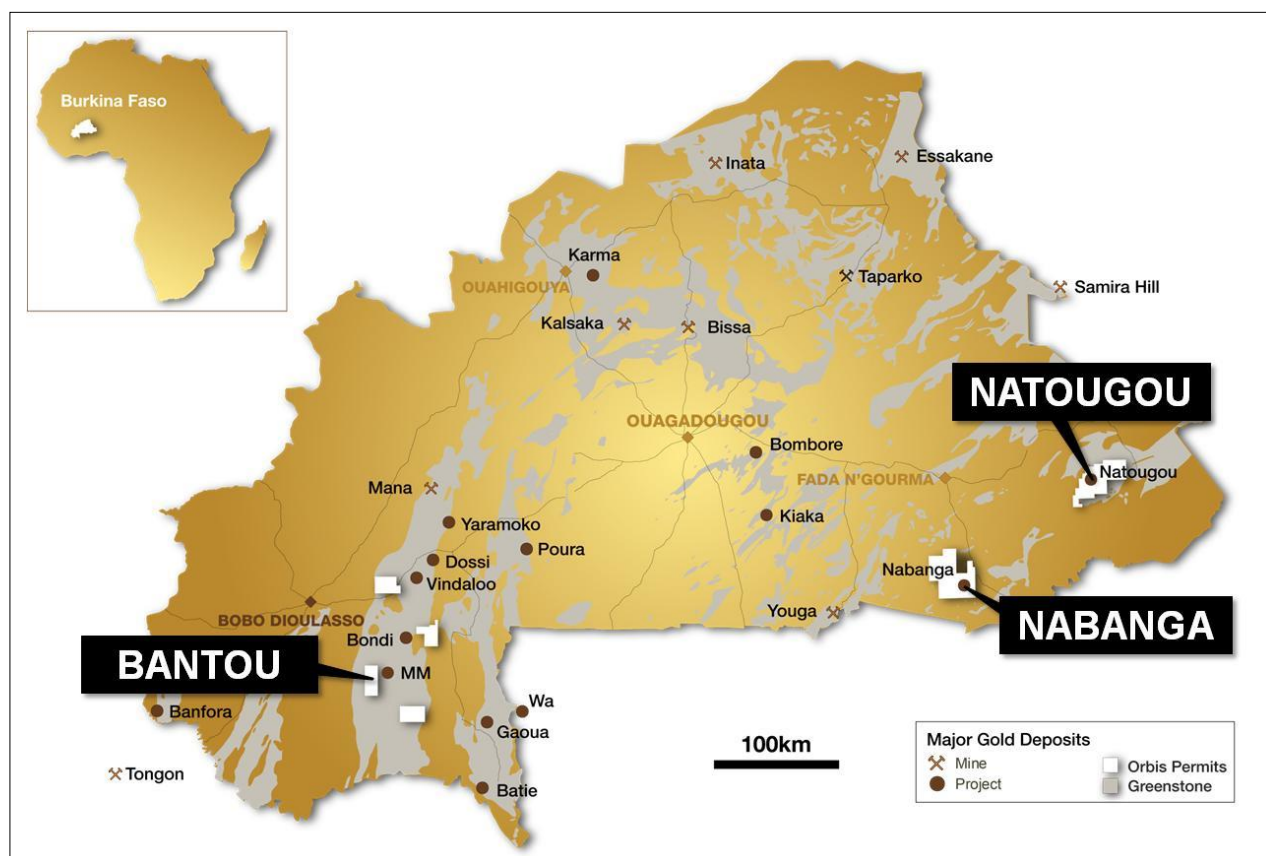 Burkina Faso
Inata
Essakane
Karma
OUAHIGOUYA
Taparko
Samira Hill
Kalsaka
Bissa
NATOUGOU
OUAGADOUGOU
Bombore
Natougou
FADA N'GOURMA
Mana
Yaramoko
Kiaka
Poura
Dossi
Vindaloo
Nabanga
BOBO DIOULASSO
Youga
NABANGA
Bondi
BANTOU
MM
Banfora
Wa
Gaoua
100km
Tongon
Batie
Major Gold Deposits
Mine
Project
Orbis Permits
Greenstone